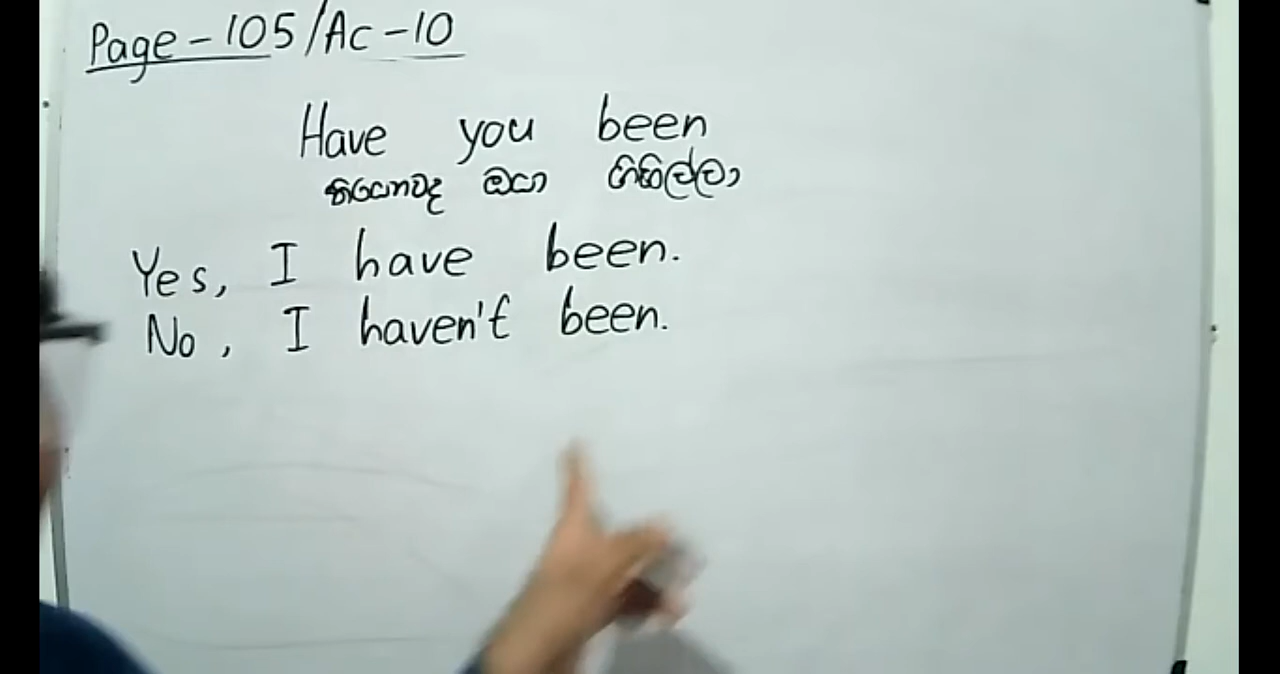 Page - 105 / Ac - 10
Have you been
තියෙනවද ඔයා ගිහිල්ලා
Yes, I have been.
No, I haven't been.